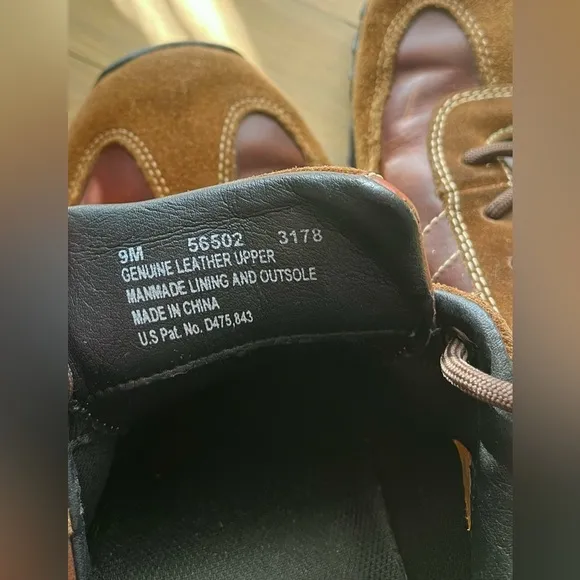 9M 56502 3178
GENUINE LEATHER UPPER
MANMADE LINING AND OUTSOLE
MADE IN CHINA
U.S Pat. No. D475,843